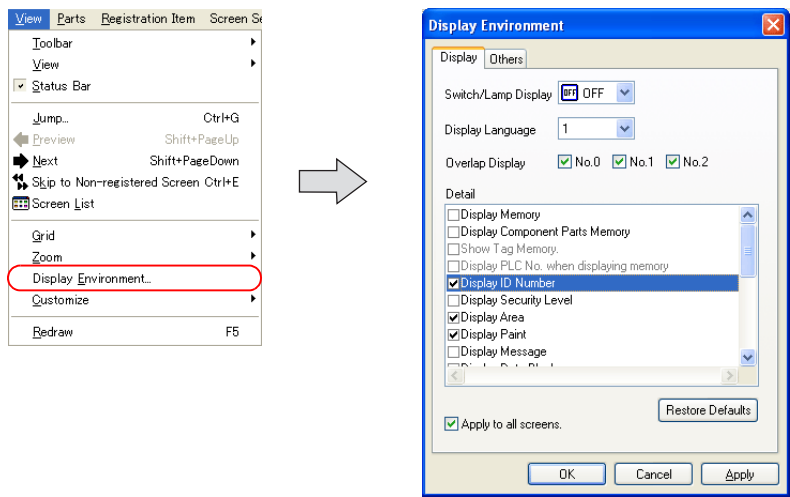 View Parts Registration Item Screen Se
Toolbar
View
Status Bar
Jump... Ctrl+G
Preview Shift+PageUp
Next Shift+PageDown
Skip to Non-registered Screen Ctrl+E
Screen List
Grid
Zoom
Display Environment...
Customize
Redraw F5
Display Environment
Display Others
Switch/Lamp Display OFF OFF
Display Language 1
Overlap Display No.0 No.1 No.2
Detail
Display Memory
Display Component Parts Memory
Show Tag Memory.
Display PLC No. when displaying memory
Display ID Number
Display Security Level
Display Area
Display Paint
Display Message
Restore Defaults
Apply to all screens.
OK Cancel Apply